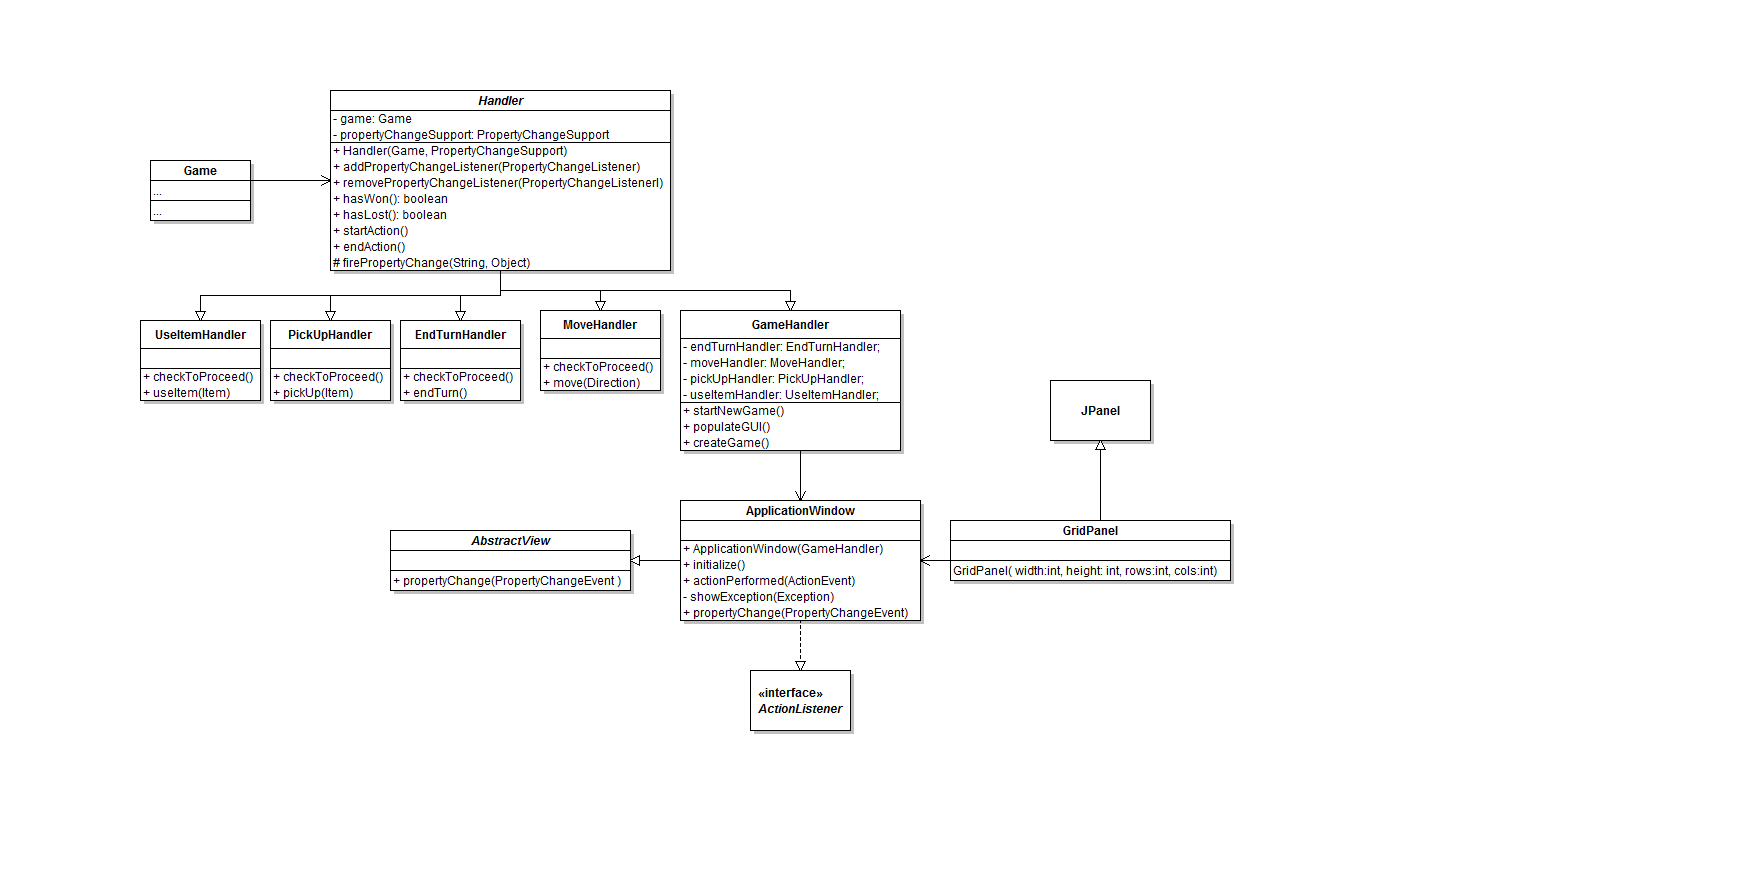 Handler
- game: Game
- propertyChangeSupport: PropertyChangeSupport
+ Handler(Game, PropertyChangeSupport)
+ addPropertyChangeListener(PropertyChangeListener)
+ removePropertyChangeListener(PropertyChangeListenerl)
+ hasWon(): boolean
+ hasLost(): boolean
+ startAction()
+ endAction()
# firePropertyChange(String, Object)
Game
...
...
UseItemHandler
+ checkToProceed()
+ useItem(Item)
PickUpHandler
+ checkToProceed()
+ pickUp(Item)
EndTurnHandler
+ checkToProceed()
+ endTurn()
MoveHandler
+ checkToProceed()
+ move(Direction)
GameHandler
- endTurnHandler: EndTurnHandler;
- moveHandler: MoveHandler;
- pickUpHandler: PickUpHandler;
- useItemHandler: UseItemHandler;
+ startNewGame()
+ populateGUI()
+ createGame()
JPanel
AbstractView
+ propertyChange(PropertyChangeEvent )
ApplicationWindow
+ ApplicationWindow(GameHandler)
+ initialize()
+ actionPerformed(ActionEvent)
- showException(Exception)
+ propertyChange(PropertyChangeEvent)
GridPanel
GridPanel( width:int, height: int, rows:int, cols:int)
«interface»
ActionListener